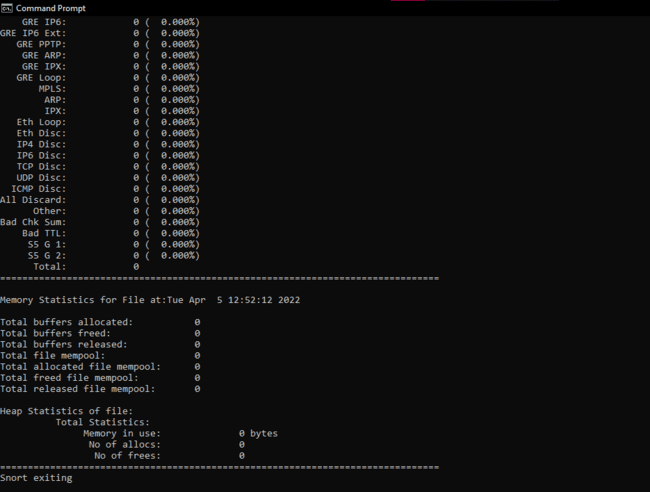 Command Prompt
GRE IP6:            0 (  0.000%)
GRE IP6 Ext:            0 (  0.000%)
GRE PPTP:            0 (  0.000%)
GRE ARP:            0 (  0.000%)
GRE IPX:            0 (  0.000%)
GRE Loop:            0 (  0.000%)
MPLS:            0 (  0.000%)
ARP:            0 (  0.000%)
IPX:            0 (  0.000%)
Eth Loop:            0 (  0.000%)
Eth Disc:            0 (  0.000%)
IP4 Disc:            0 (  0.000%)
IP6 Disc:            0 (  0.000%)
TCP Disc:            0 (  0.000%)
UDP Disc:            0 (  0.000%)
ICMP Disc:            0 (  0.000%)
All Discard:            0 (  0.000%)
Other:            0 (  0.000%)
Bad Chk Sum:            0 (  0.000%)
Bad TTL:            0 (  0.000%)
S5 G 1:            0 (  0.000%)
S5 G 2:            0 (  0.000%)
Total:            0
===============================================================================
Memory Statistics for File at:Tue Apr  5 12:52:12 2022
Total buffers allocated:           0
Total buffers freed:               0
Total buffers released:            0
Total file mempool:                0
Total allocated file mempool:      0
Total freed file mempool:          0
Total released file mempool:       0
Heap Statistics of file:
Total Statistics:
Memory in use:              0 bytes
No of allocs:              0
No of frees:              0
===============================================================================
Snort exiting